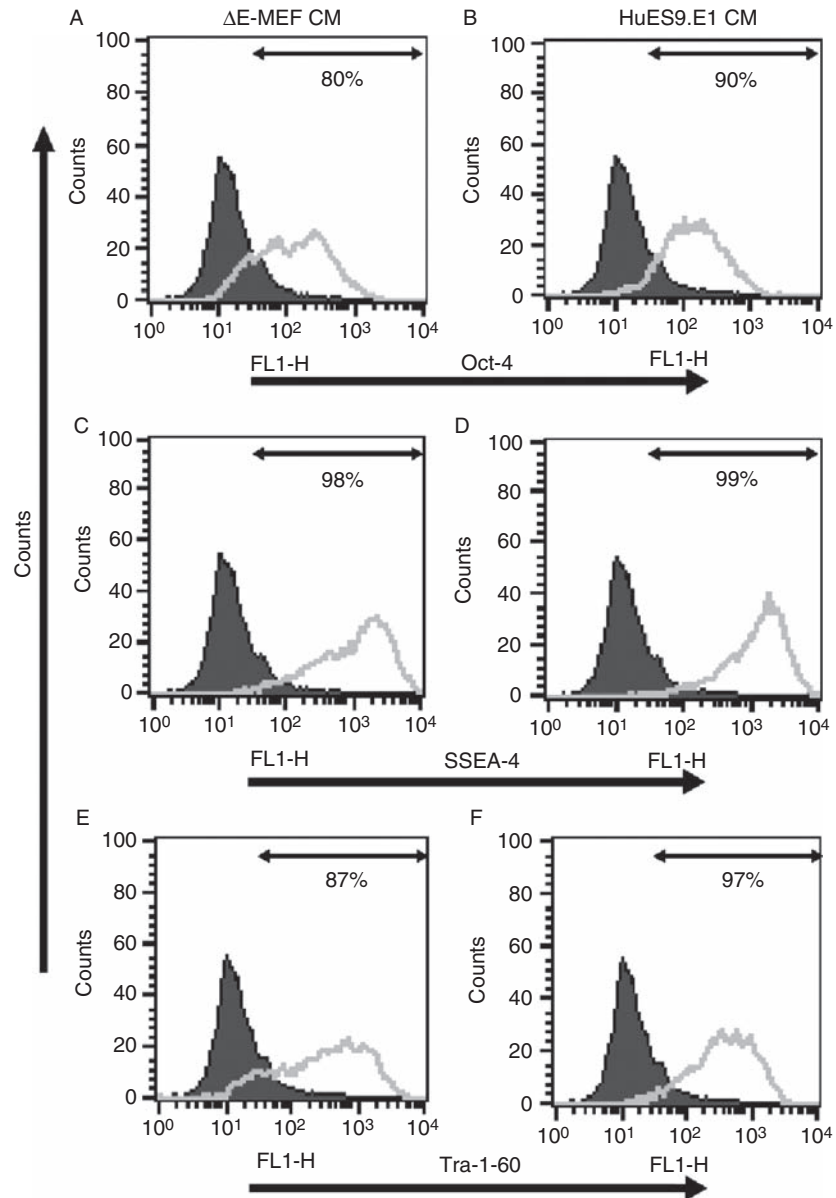 A ΔE-MEF CM B HuES9.E1 CM
100 80 60 40 20 0
Counts
80%
10⁰ 10¹ 10² 10³ 10⁴
FL1-H
100 80 60 40 20 0
Counts
90%
10⁰ 10¹ 10² 10³ 10⁴
FL1-H
Oct-4
C
100 80 60 40 20 0
Counts
98%
10⁰ 10¹ 10² 10³ 10⁴
FL1-H
D
100 80 60 40 20 0
Counts
99%
10⁰ 10¹ 10² 10³ 10⁴
FL1-H
SSEA-4
Counts
E
100 80 60 40 20 0
Counts
87%
10⁰ 10¹ 10² 10³ 10⁴
FL1-H
F
100 80 60 40 20 0
Counts
97%
10⁰ 10¹ 10² 10³ 10⁴
FL1-H
Tra-1-60